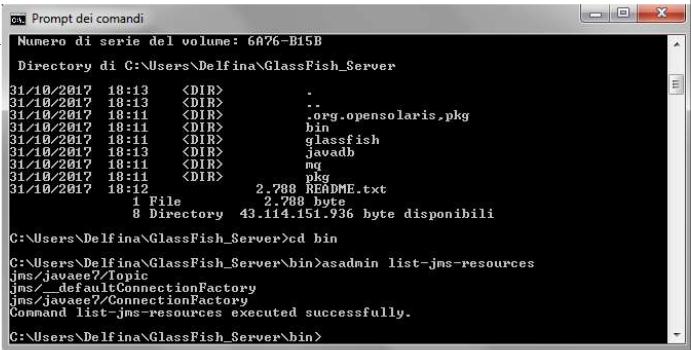 Prompt dei comandi
Numero di serie del volume: 6A76-B15B
Directory di C:\Users\Delfina\GlassFish_Server
31/10/2017  18:13    <DIR>          .
31/10/2017  18:13    <DIR>          ..
31/10/2017  18:11    <DIR>          .org.opensolaris,pkg
31/10/2017  18:11    <DIR>          bin
31/10/2017  18:11    <DIR>          glassfish
31/10/2017  18:13    <DIR>          javadb
31/10/2017  18:11    <DIR>          mq
31/10/2017  18:11    <DIR>          pkg
31/10/2017  18:12             2.788 README.txt
1 File          2.788 byte
8 Directory  43.114.151.936 byte disponibili
C:\Users\Delfina\GlassFish_Server>cd bin
C:\Users\Delfina\GlassFish_Server\bin>asadmin list-jms-resources
jms/javaee7/Topic
jms/__defaultConnectionFactory
jms/javaee7/ConnectionFactory
Command list-jms-resources executed successfully.
C:\Users\Delfina\GlassFish_Server\bin>